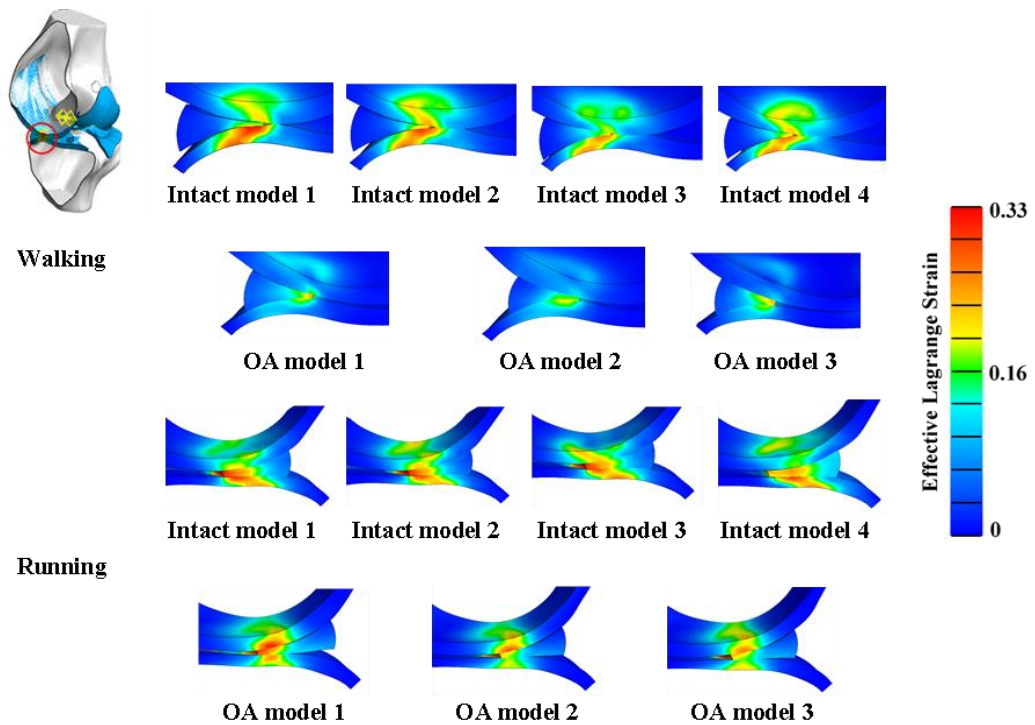 Intact model 1 Intact model 2 Intact model 3 Intact model 4
Walking
OA model 1 OA model 2 OA model 3
Intact model 1 Intact model 2 Intact model 3 Intact model 4
Running
OA model 1 OA model 2 OA model 3
Effective Lagrange Strain
0.33
0.16
0